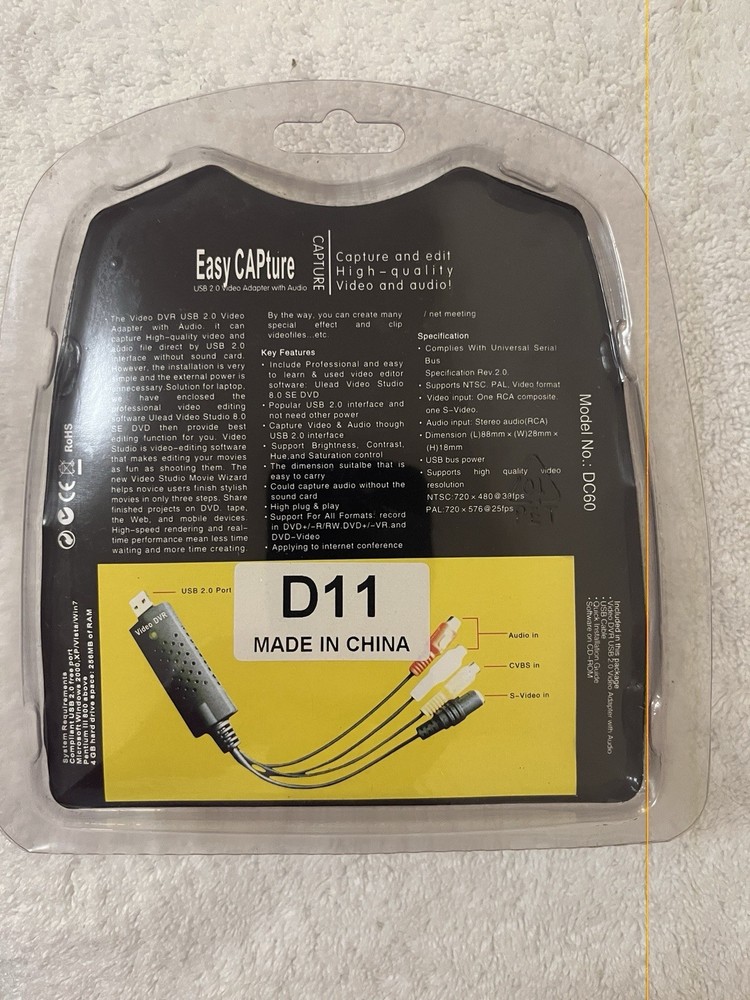 Easy CAPture
USB 2.0 Video Adapter with Audio
CAPTURE
Capture and edit
High-quality
Video and audio!
The Video DVR USB 2.0 Video
Adapter with Audio. it can
capture High-quality video and
audio file direct by USB 2.0
interface without sound card.
However, the installation is very
simple and the external power is
unnecessary.Solution for laptop,
we have enclosed the
professional video editing
software Ulead Video Studio 8.0
SE DVD then provide best
editing function for you. Video
Studio is video-editing software
that makes editing your movies
as fun as shooting them. The
new Video Studio Movie Wizard
helps novice users finish stylish
movies in only three steps. Share
finished projects on DVD. tape,
the Web, and mobile devices.
High-speed rendering and real-
time performance mean less time
waiting and more time creating.
By the way, you can create many
special effect and clip
videofiles...etc.
Key Features
• Include Professional and easy
to learn & used video editor
software: Ulead Video Studio
8.0 SE DVD
• Popular USB 2.0 interface and
not need other power
• Capture Video & Audio though
USB 2.0 interface
• Support Brightness, Contrast,
Hue,and Saturation control
• The dimension suitalbe that is
easy to carry
• Could capture audio without the
sound card
• High plug & play
• Support For All Formats: record
in DVD+/-R/RW.DVD+/-VR.and
DVD-Video
• Applying to internet conference
/ net meeting
Specification
• Complies With Universal Serial
Bus
Specification Rev.2.0.
• Supports NTSC. PAL, Video format
• Video input: One RCA composite.
one S-Video.
• Audio input: Stereo audio(RCA)
• Dimension (L)88mm×(W)28mm×
(H)18mm
• USB bus power
• Supports high quality video
resolution
NTSC:720×480@30fps
PAL:720×576@25fps
Model No.: DC60
CE RoHS
System Requirements
Compliant USB 2.0 free port
Microsoft Windows 2000,XP/Vista/Win7
Pentium III 800 above
4 GB hard drive space: 256MB of RAM
Included in this package
• Video DVR USB 2.0 Video Adapter with Audio
• USB Cable
• Quick Installation Guide
• Software on CD-ROM
USB 2.0 Port
Video DVR
D11
MADE IN CHINA
Audio in
CVBS in
S-Video in